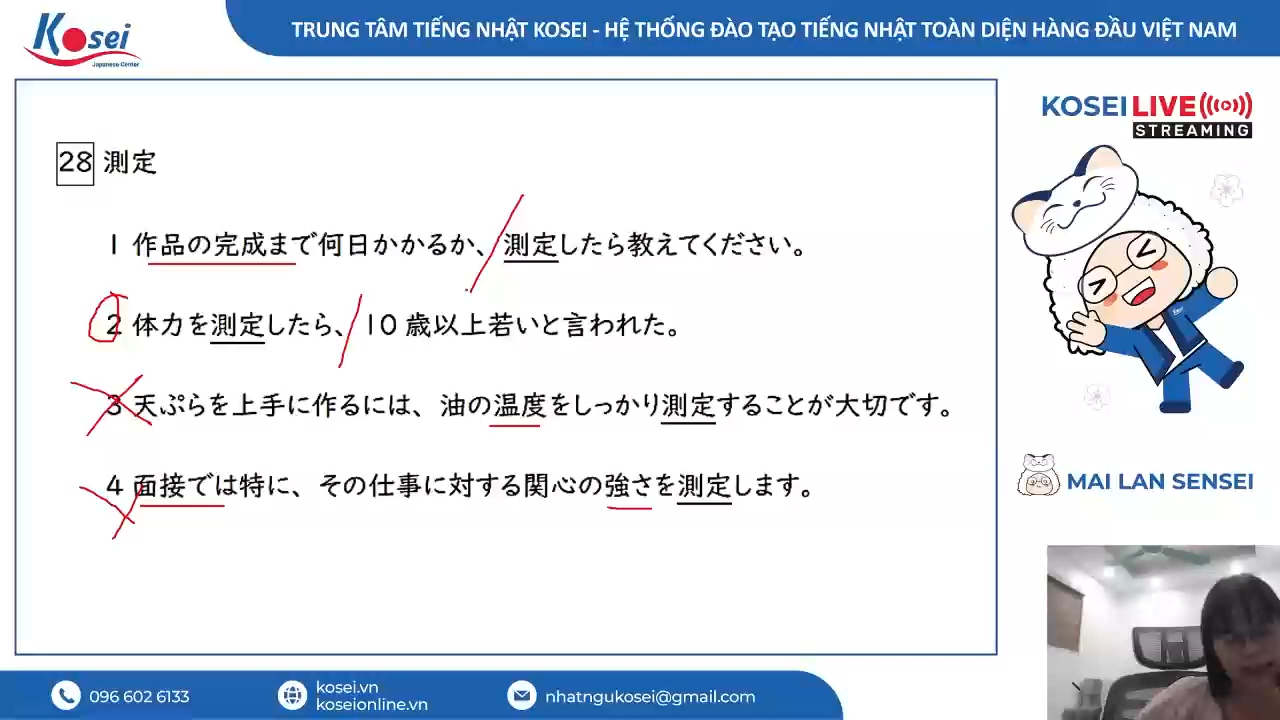 Kosei
Japanese Center
TRUNG TÂM TIẾNG NHẬT KOSEI - HỆ THỐNG ĐÀO TẠO TIẾNG NHẬT TOÀN DIỆN HÀNG ĐẦU VIỆT NAM
KOSEI LIVE
STREAMING
28 測定
1 作品の完成まで何日かかるか、測定したら教えてください。
2 体力を測定したら、10歳以上若いと言われた。
3 天ぷらを上手に作るには、油の温度をしっかり測定することが大切です。
4 面接では特に、その仕事に対する関心の強さを測定します。
MAI LAN SENSEI
096 602 6133
kosei.vn
koseionline.vn
nhatngukosei@gmail.com